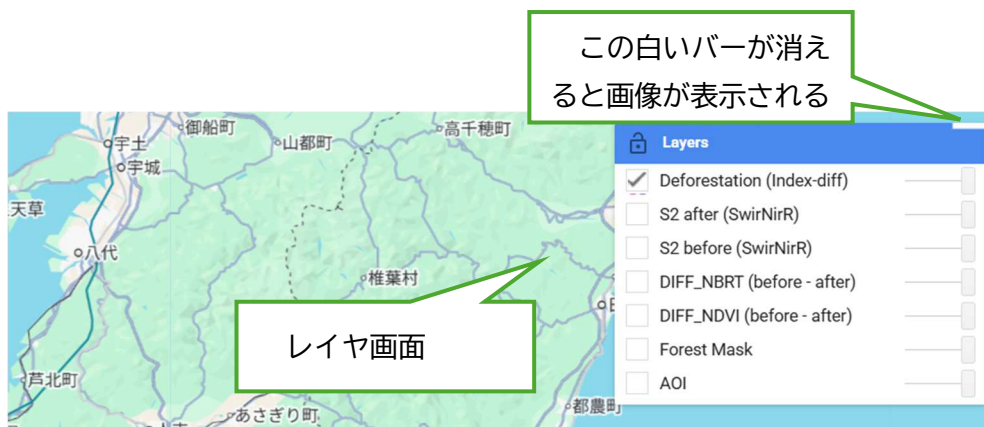 この白いバーが消え
ると画像が表示される
御船町
宇土
山都町
高千穂町
宇城
天草
八代
椎葉村
レイヤ画面
芦北町
あさぎり町
都農町
Layers
Deforestation (Index-diff)
S2 after (SwirNirR)
S2 before (SwirNirR)
DIFF_NBRT (before - after)
DIFF_NDVI (before - after)
Forest Mask
AOI